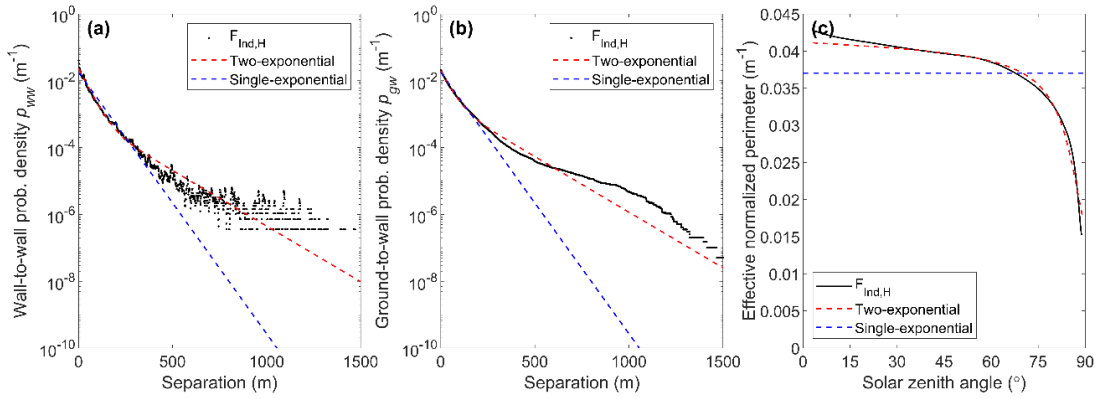 (a)
F_Ind,H
Two-exponential
Single-exponential
10^0
10^-2
10^-4
10^-6
10^-8
10^-10
Wall-to-wall prob. density p_ww (m^-1)
0
500
1000
1500
Separation (m)
(b)
F_Ind,H
Two-exponential
Single-exponential
10^0
10^-2
10^-4
10^-6
10^-8
10^-10
Ground-to-wall prob. density p_gw (m^-1)
0
500
1000
1500
Separation (m)
(c)
0.045
0.04
0.035
0.03
0.025
0.02
0.015
0.01
0.005
0
Effective normalized perimeter (m^-1)
F_Ind,H
Two-exponential
Single-exponential
0
15
30
45
60
75
90
Solar zenith angle (°)